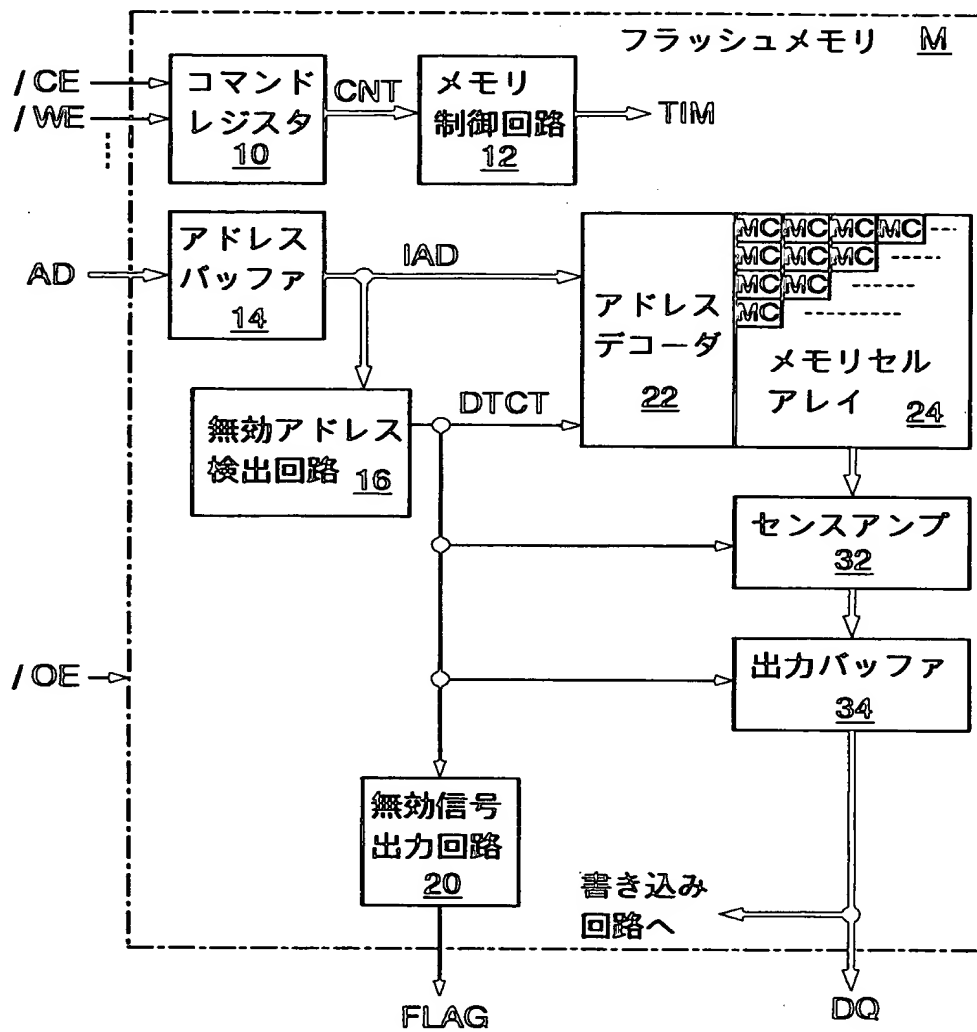 フラッシュメモリ M
/CE
/WE
コマンド
レジスタ
10
CNT
メモリ
制御回路
12
TIM
AD
アドレス
バッファ
14
IAD
アドレス
デコーダ
22
MC MC MC MC
MC MC MC
MC MC
MC
メモリセル
アレイ
24
無効アドレス
検出回路
16
DTCT
センスアンプ
32
/OE
出力バッファ
34
無効信号
出力回路
20
書き込み
回路へ
FLAG
DQ